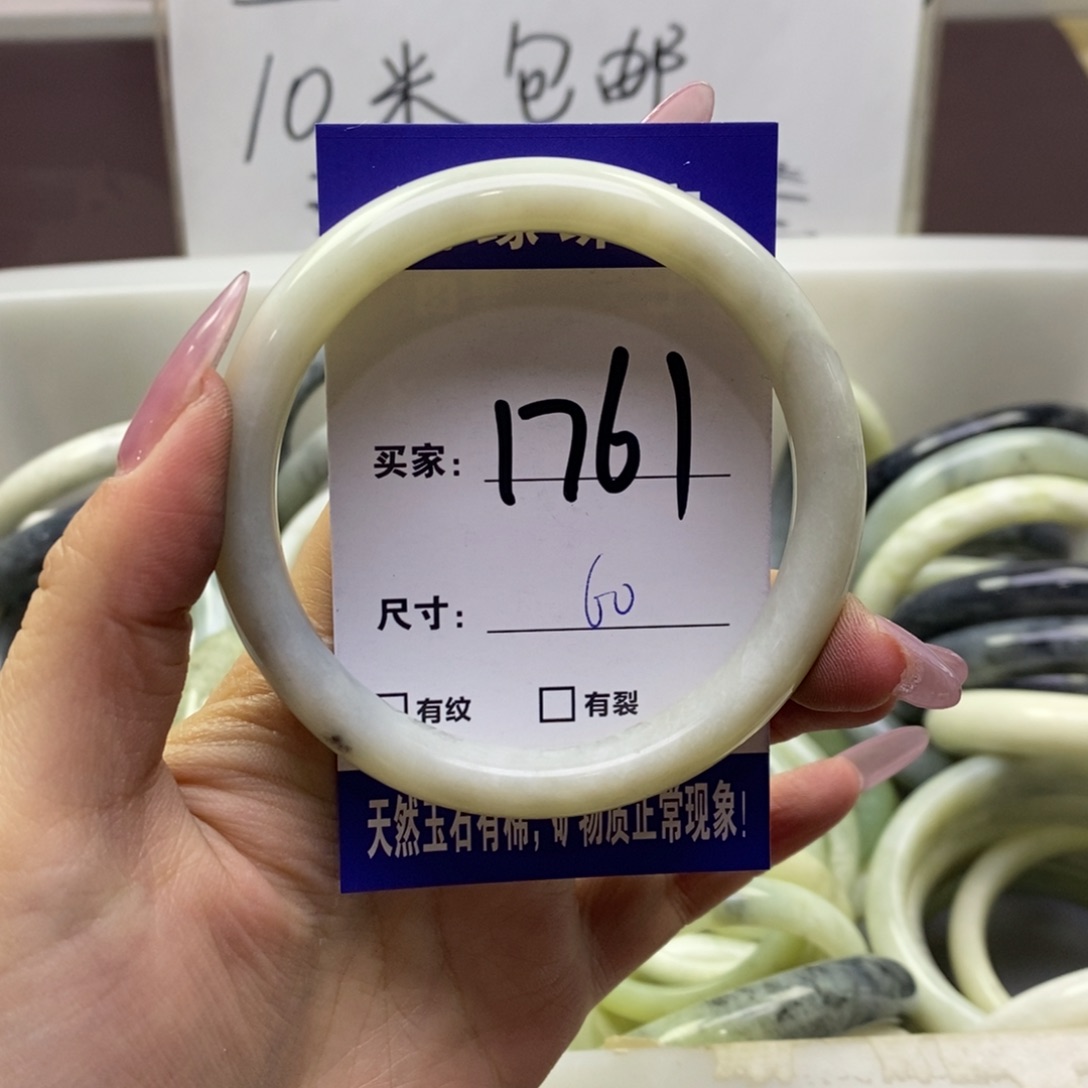 10米包邮
买家：1761
尺寸：60
有纹 有裂
天然玉石有棉，矿物质正常现象！